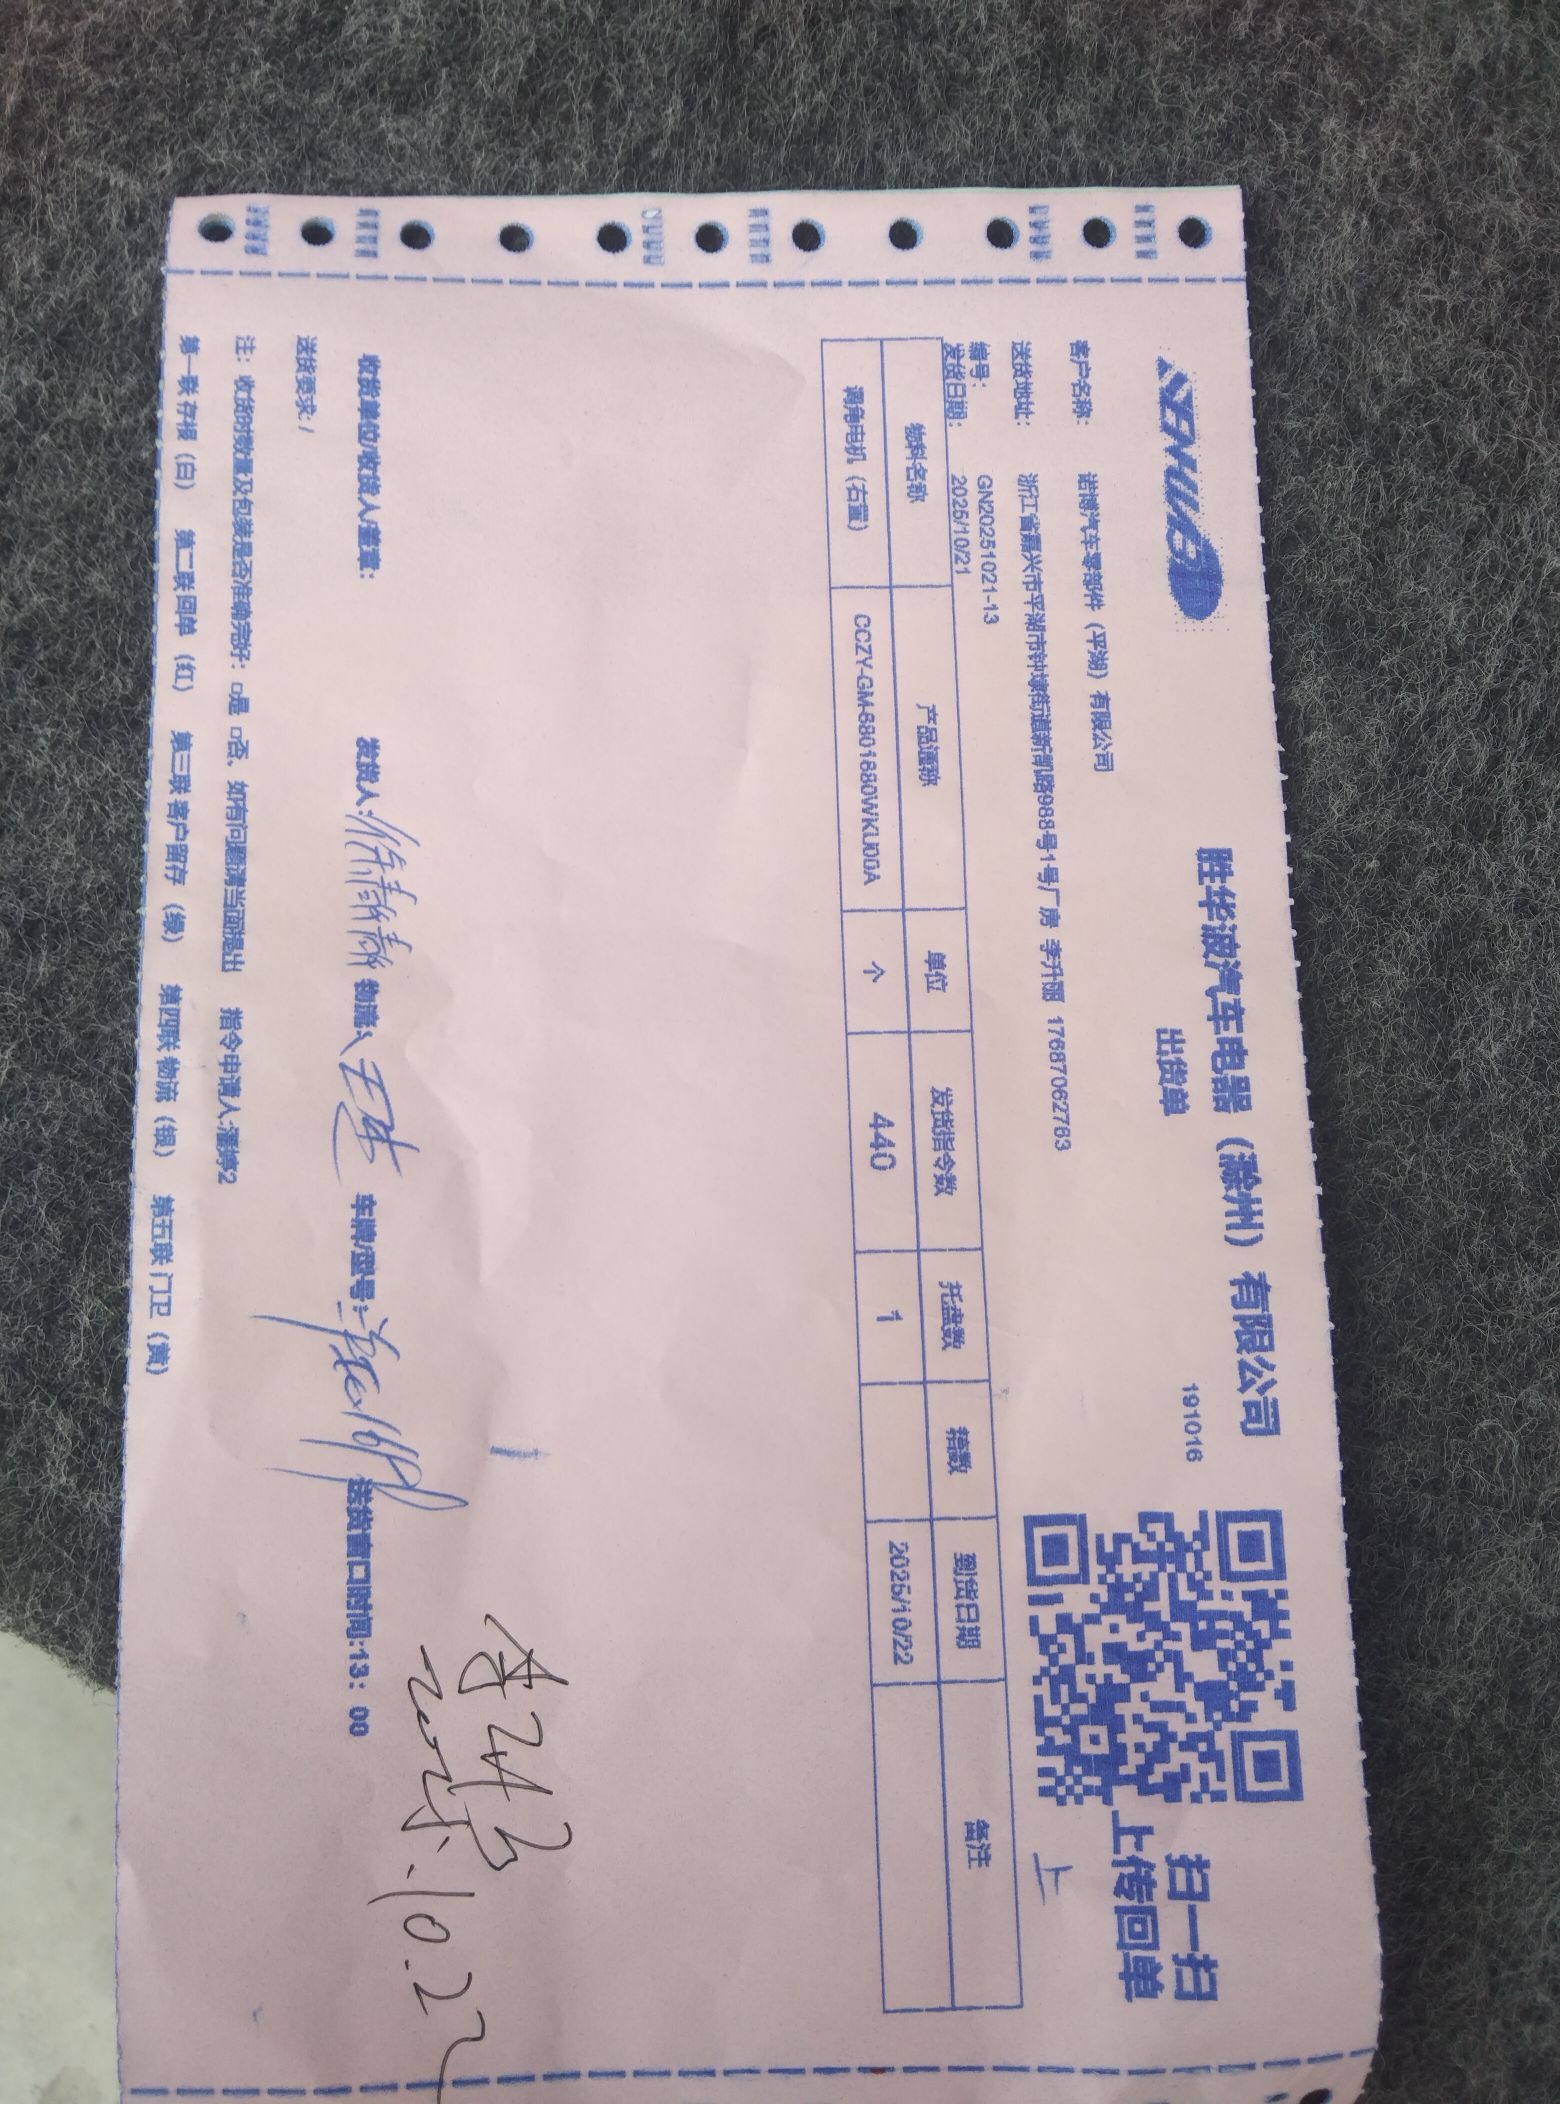 SEHWAB
胜华波汽车电器（滁州）有限公司
出货单
191016
扫一扫
上传回单
上
客户名称： 诺博汽车零部件（平湖）有限公司
送货地址： 浙江省嘉兴市平湖市钟埭街道新凯路988号1号厂房 李升丽 17687062763
编号： GN20251021-13
发货日期： 2025/10/21
物料名称 产品简称 单位 发货指令数 托盘数 箱数 到货日期 备注
调角电机（右置） 个 440 1 2025/10/22
收货单位/收货人/签章： 发货人: 物流: 车牌/型号: 送货窗口时间:13：00
2025.10.22
送货要求: /
注：收货时数量及包装是否准确完好：□是 □否、如有问题请当面提出 指令申请人:潘婷2
第一联 存根（白） 第二联 回单（红） 第三联 客户留存（绿） 第四联 物流（银） 第五联 门卫（黄）